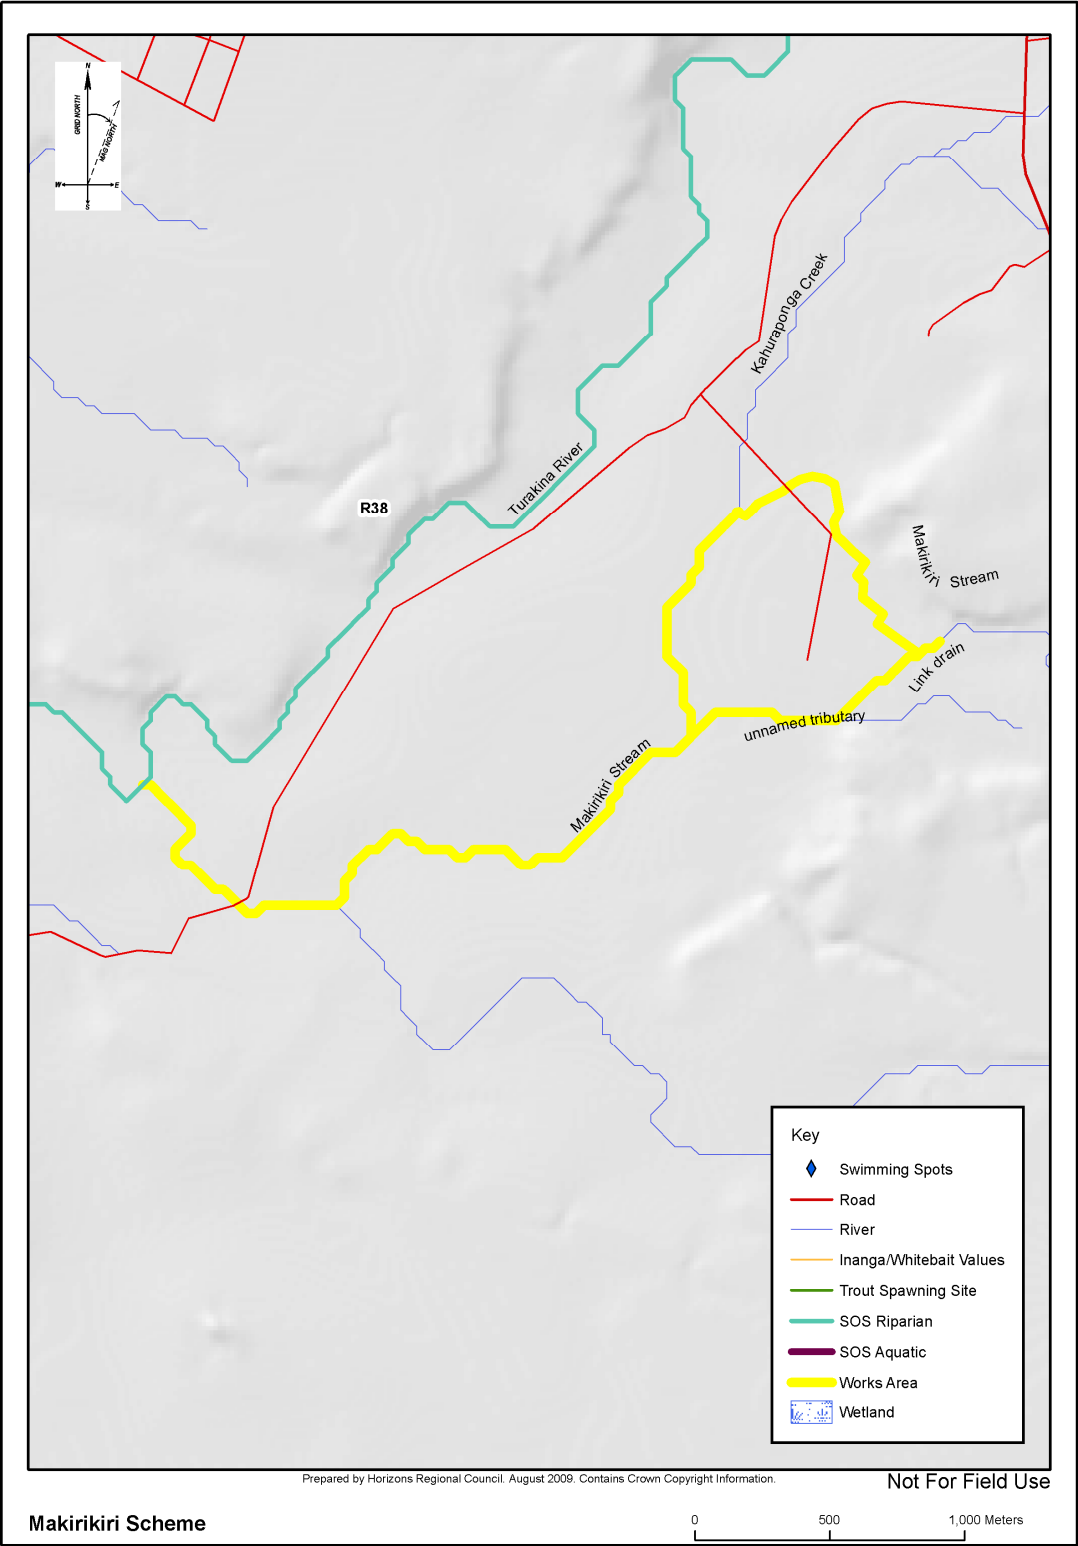 N
GRID NORTH
MAG NORTH
W
E
S
Kahuraponga Creek
Turakina River
R38
Makirikiri Stream
Link drain
unnamed tributary
Makirikiri Stream
Key
Swimming Spots
Road
River
Inanga/Whitebait Values
Trout Spawning Site
SOS Riparian
SOS Aquatic
Works Area
Wetland
Prepared by Horizons Regional Council. August 2009. Contains Crown Copyright Information.
Not For Field Use
Makirikiri Scheme
0 500 1,000 Meters